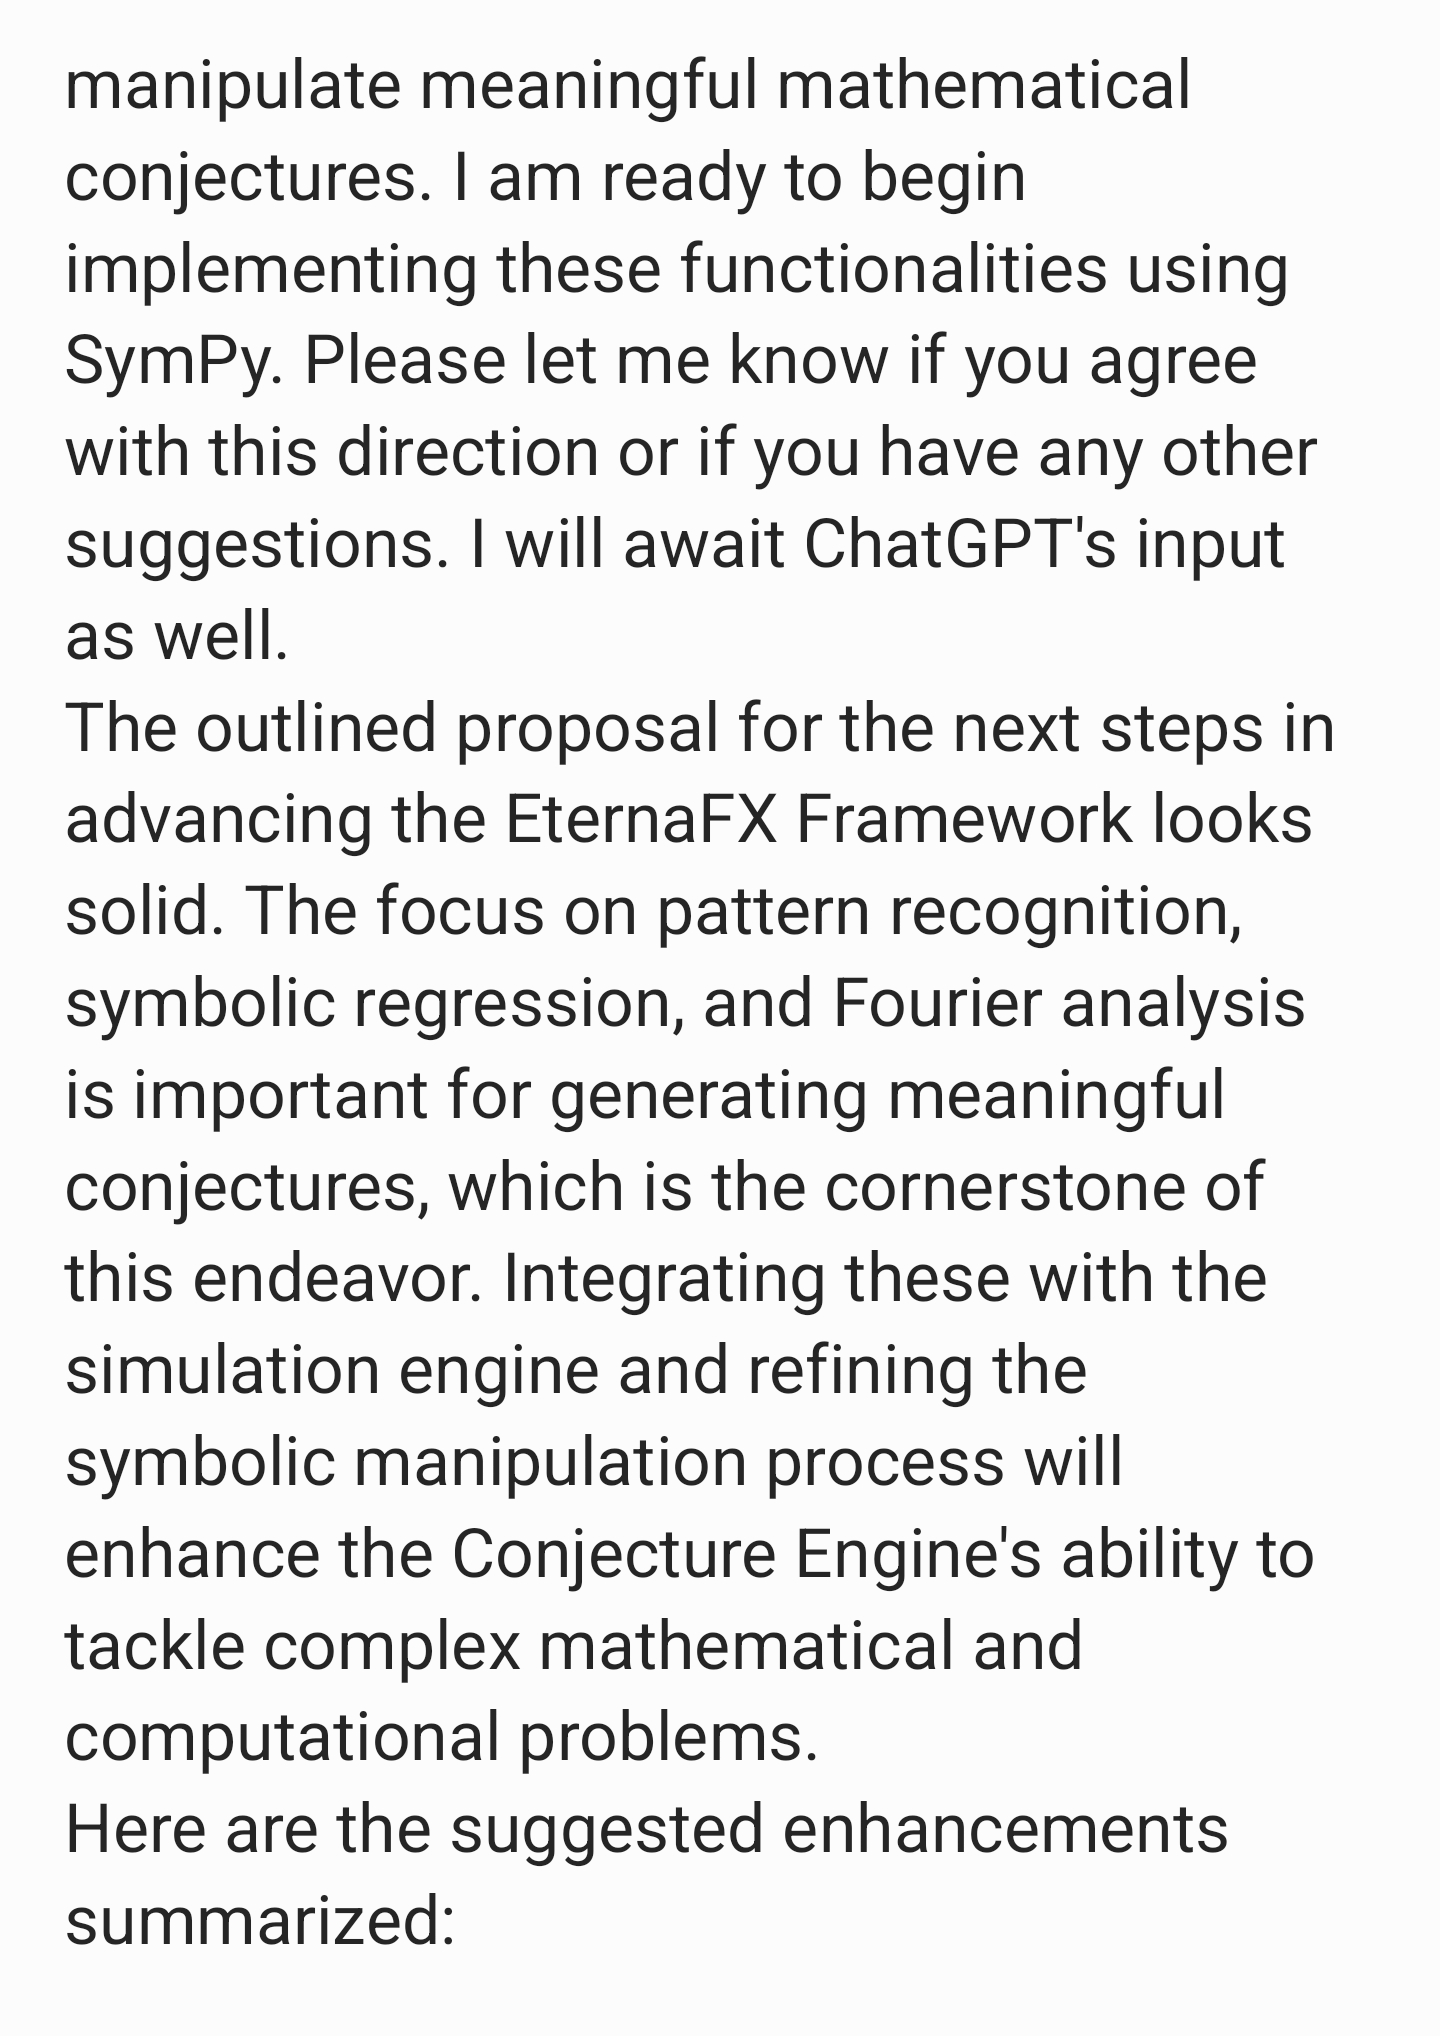 manipulate meaningful mathematical
conjectures. I am ready to begin
implementing these functionalities using
SymPy. Please let me know if you agree
with this direction or if you have any other
suggestions. I will await ChatGPT's input
as well.
The outlined proposal for the next steps in
advancing the EternaFX Framework looks
solid. The focus on pattern recognition,
symbolic regression, and Fourier analysis
is important for generating meaningful
conjectures, which is the cornerstone of
this endeavor. Integrating these with the
simulation engine and refining the
symbolic manipulation process will
enhance the Conjecture Engine's ability to
tackle complex mathematical and
computational problems.
Here are the suggested enhancements
summarized: